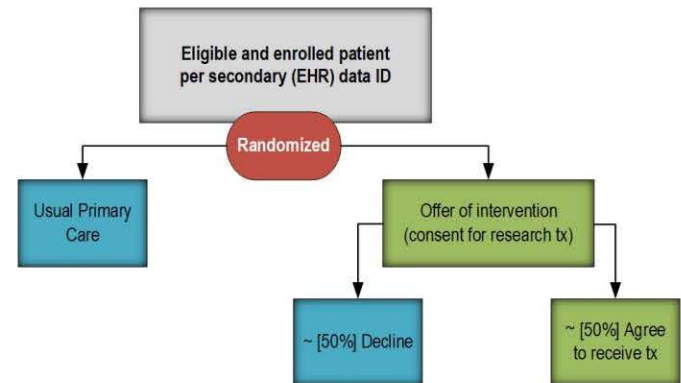 Eligible and enrolled patient
per secondary (EHR) data ID
Randomized
Usual Primary
Care
Offer of intervention
(consent for research tx)
~ [50%] Decline
~ [50%] Agree
to receive tx